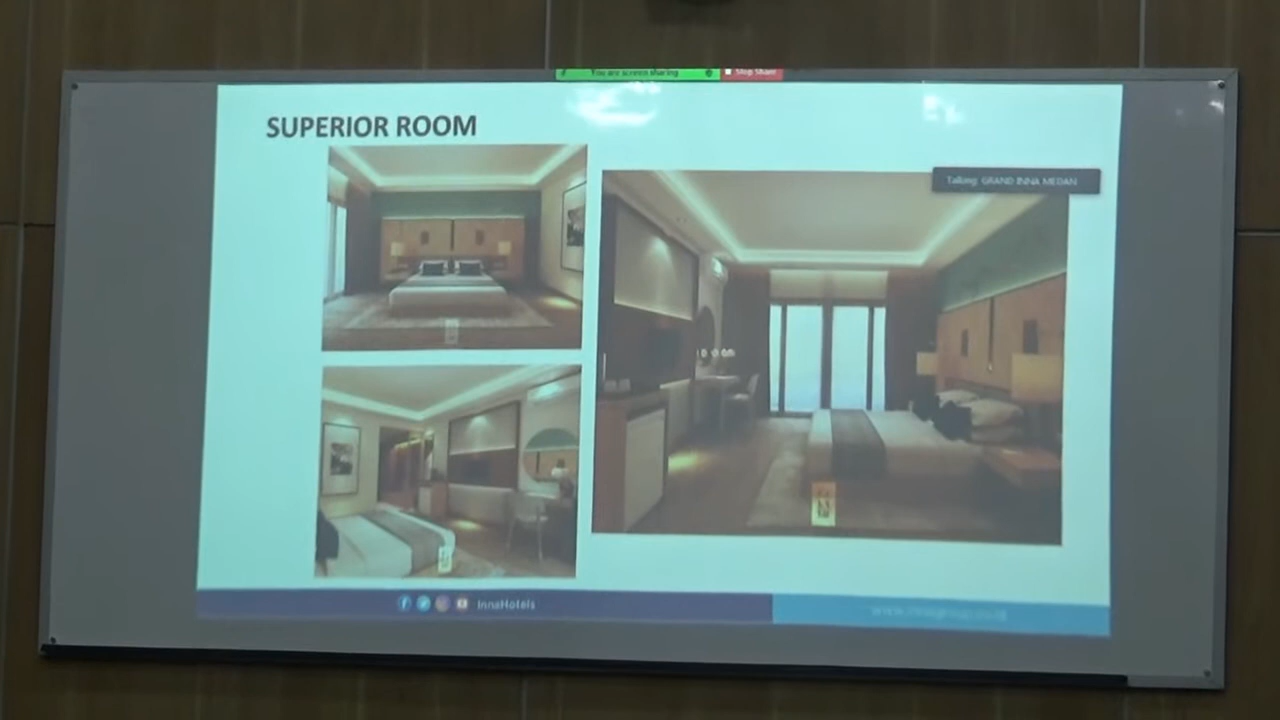 You are screen sharing
Stop Share
SUPERIOR ROOM
Talking: GRAND INNA MEDAN
InnaHotels